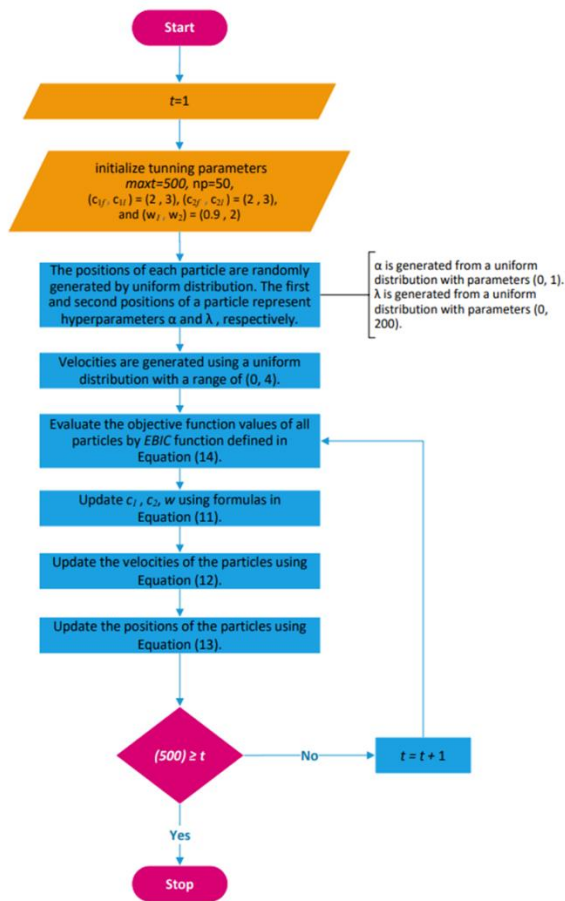 Start
t=1
initialize tunning parameters
maxt=500, np=50,
(c1f , c1l) = (2 , 3), (c2f , c2l) = (2 , 3),
and (w1 , w2) = (0.9 , 2)
The positions of each particle are randomly
generated by uniform distribution. The first
and second positions of a particle represent
hyperparameters α and λ , respectively.
α is generated from a uniform
distribution with parameters (0, 1).
λ is generated from a uniform
distribution with parameters (0,
200).
Velocities are generated using a uniform
distribution with a range of (0, 4).
Evaluate the objective function values of all
particles by EBIC function defined in
Equation (14).
Update c1 , c2, w using formulas in
Equation (11).
Update the velocities of the particles using
Equation (12).
Update the positions of the particles using
Equation (13).
(500) ≥ t
No
t = t + 1
Yes
Stop